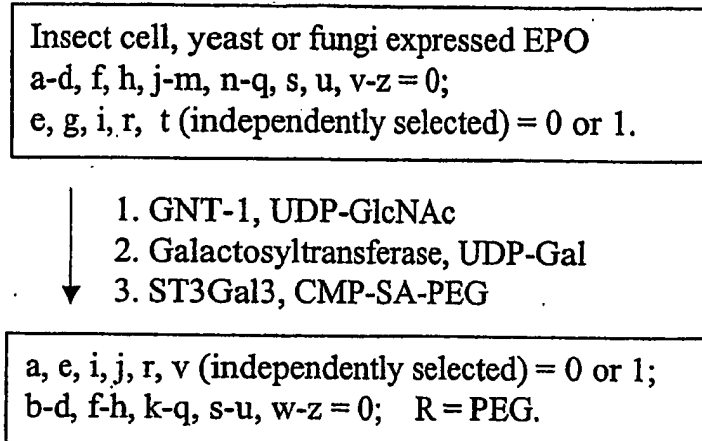 Insect cell, yeast or fungi expressed EPO
a-d, f, h, j-m, n-q, s, u, v-z = 0;
e, g, i, r, t (independently selected) = 0 or 1.
1. GNT-1, UDP-GlcNAc
2. Galactosyltransferase, UDP-Gal
3. ST3Gal3, CMP-SA-PEG
a, e, i, j, r, v (independently selected) = 0 or 1;
b-d, f-h, k-q, s-u, w-z = 0; R = PEG.